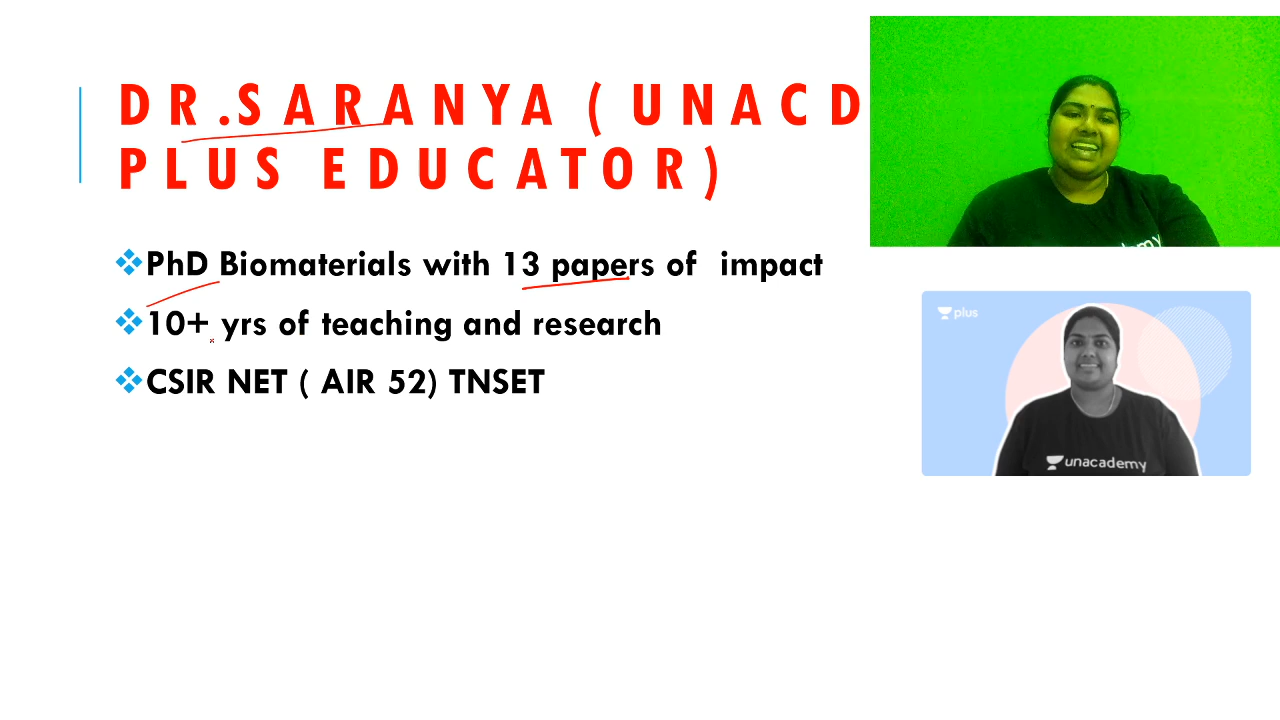 DR.SARANYA (UNACD
PLUS EDUCATOR)
PhD Biomaterials with 13 papers of impact
10+ yrs of teaching and research
CSIR NET ( AIR 52) TNSET
plus
unacademy